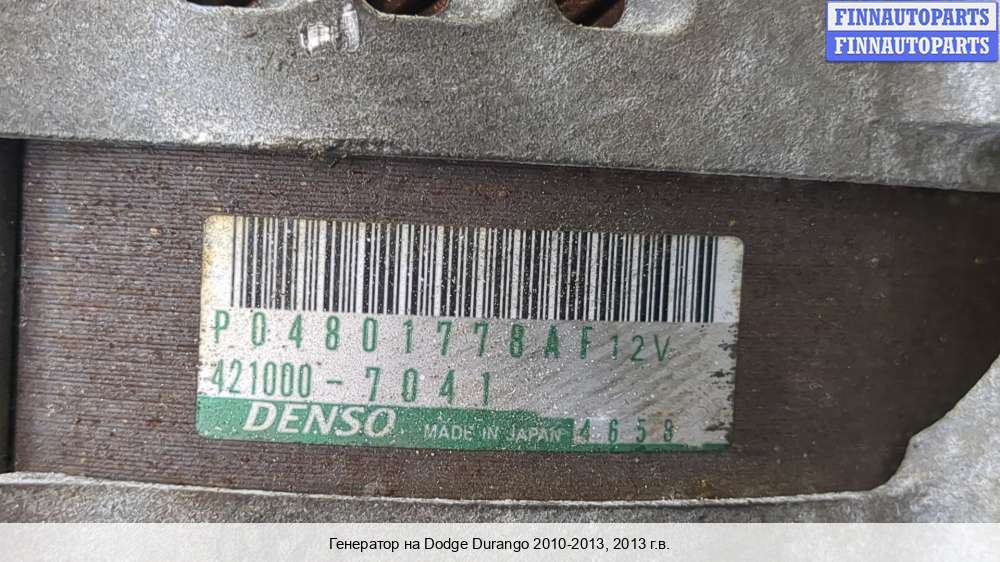 FINNAUTOPARTS
FINNAUTOPARTS
P04801778AF 12V
421000-7041
DENSO MADE IN JAPAN 4658
Генератор на Dodge Durango 2010-2013, 2013 г.в.